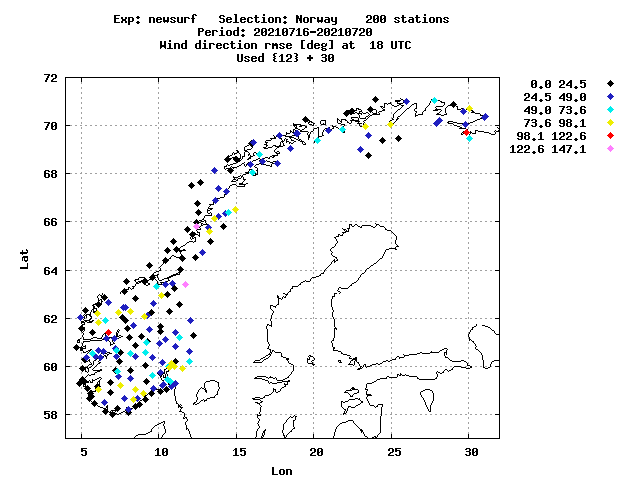 Exp: newsurf Selection: Norway 200 stations
Period: 20210716-20210720
Wind direction rmse [deg] at 18 UTC
Used {12} + 30
0.0 24.5
24.5 49.0
49.0 73.6
73.6 98.1
98.1 122.6
122.6 147.1
72
70
68
66
64
62
60
58
Lat
5 10 15 20 25 30
Lon